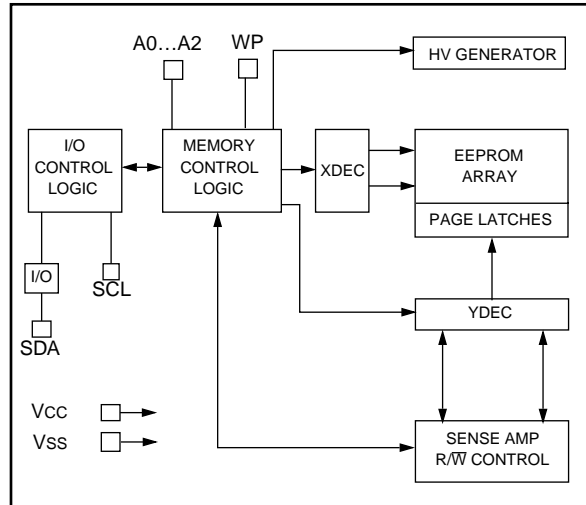 A0...A2
WP
HV GENERATOR
I/O
CONTROL
LOGIC
MEMORY
CONTROL
LOGIC
XDEC
EEPROM
ARRAY
PAGE LATCHES
I/O
SCL
SDA
YDEC
VCC
VSS
SENSE AMP
R/W̅ CONTROL